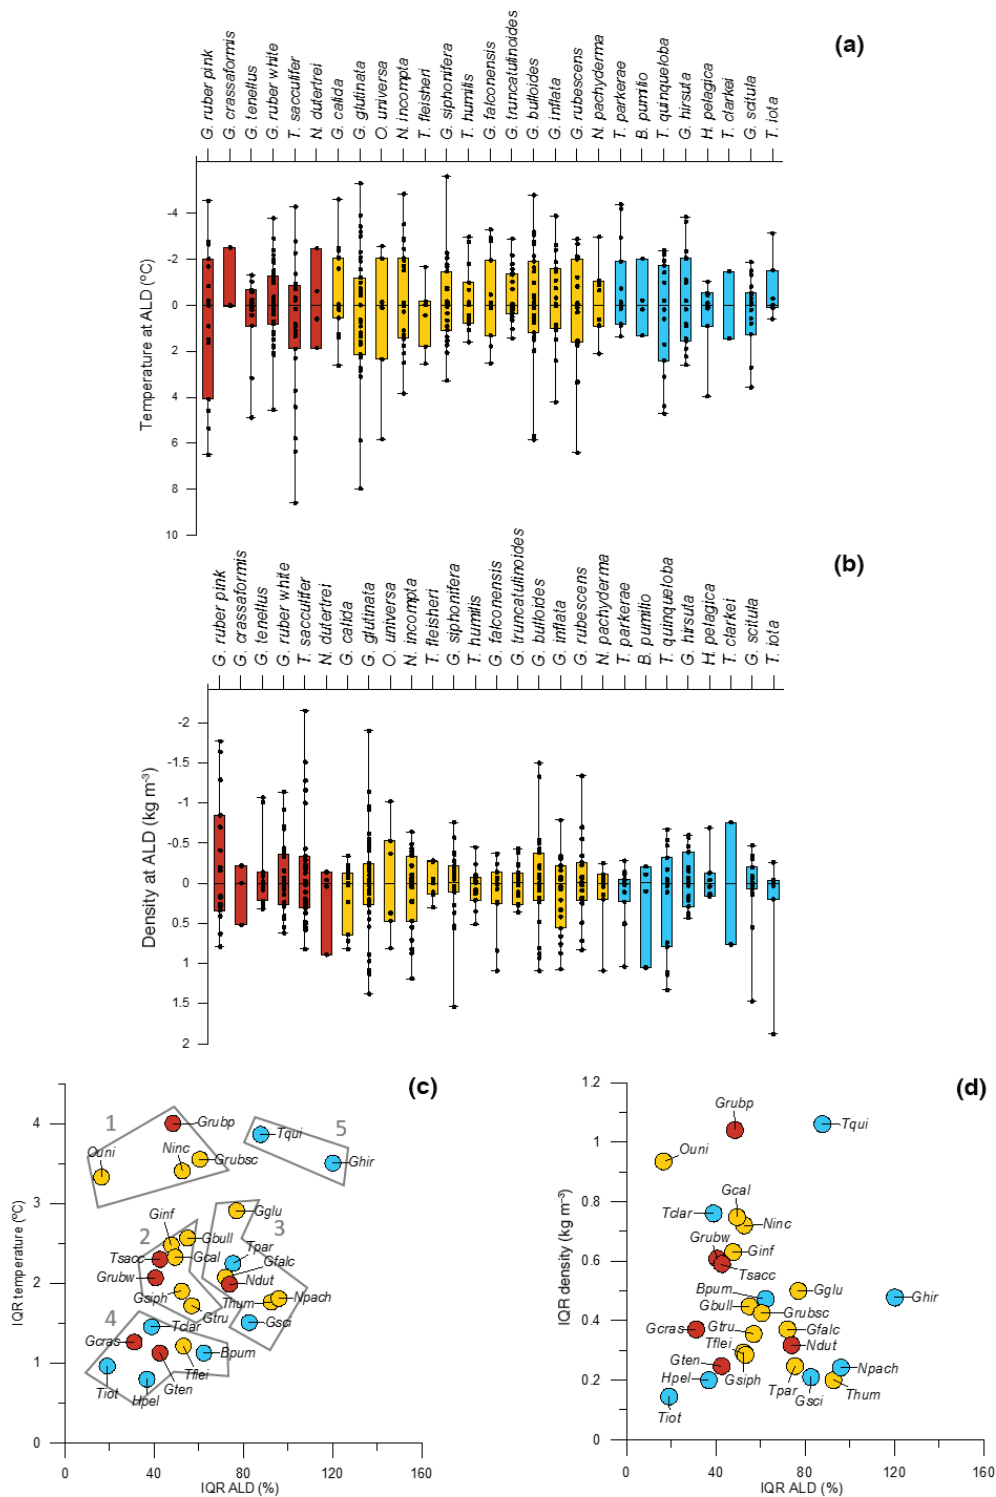 (a)
G. ruber pink
G. crassaformis
G. tenellus
G. ruber white
T. sacculifer
N. dutertrei
G. calida
G. glutinata
O. universa
N. incompta
T. fleisheri
G. siphonifera
T. humilis
G. falconensis
G. truncatulinoides
G. bulloides
G. inflata
G. rubescens
N. pachyderma
T. parkerae
B. pumilio
T. quinqueloba
G. hirsuta
H. pelagica
T. clarkei
G. scitula
T. iota
Temperature at ALD (ºC)
-4
-2
0
2
4
6
8
10
(b)
G. ruber pink
G. crassaformis
G. tenellus
G. ruber white
T. sacculifer
N. dutertrei
G. calida
G. glutinata
O. universa
N. incompta
T. fleisheri
G. siphonifera
T. humilis
G. falconensis
G. truncatulinoides
G. bulloides
G. inflata
G. rubescens
N. pachyderma
T. parkerae
B. pumilio
T. quinqueloba
G. hirsuta
H. pelagica
T. clarkei
G. scitula
T. iota
Density at ALD (kg m⁻³)
-2
-1.5
-1
-0.5
0
0.5
1
1.5
2
(c)
IQR temperature (ºC)
4
3
2
1
0
1
Grubp
5
Tqui
Ouni
Ninc
Grubsc
Ghir
Ginf
Gglu
2
Gbull
3
Tsacc
Gcal
Tpar
Gfalc
Grubw
Ndut
Gsiph
Thum
Npach
4
Gtru
Tclar
Gsci
Gcras
Bpum
Tflei
Tiot
Hpel
Gten
0 40 80 120 160
IQR ALD (%)
(d)
IQR density (kg m⁻³)
1.2
1
0.8
0.6
0.4
0.2
0
Grubp
Tqui
Ouni
Gcal
Tclar
Ninc
Grubw
Ginf
Tsacc
Bpum
Gglu
Ghir
Gbull
Grubsc
Gcras
Gtru
Gfalc
Tflei
Ndut
Gten
Npach
Hpel
Gsiph
Tpar
Thum
Tiot
Gsci
0 40 80 120 160
IQR ALD (%)